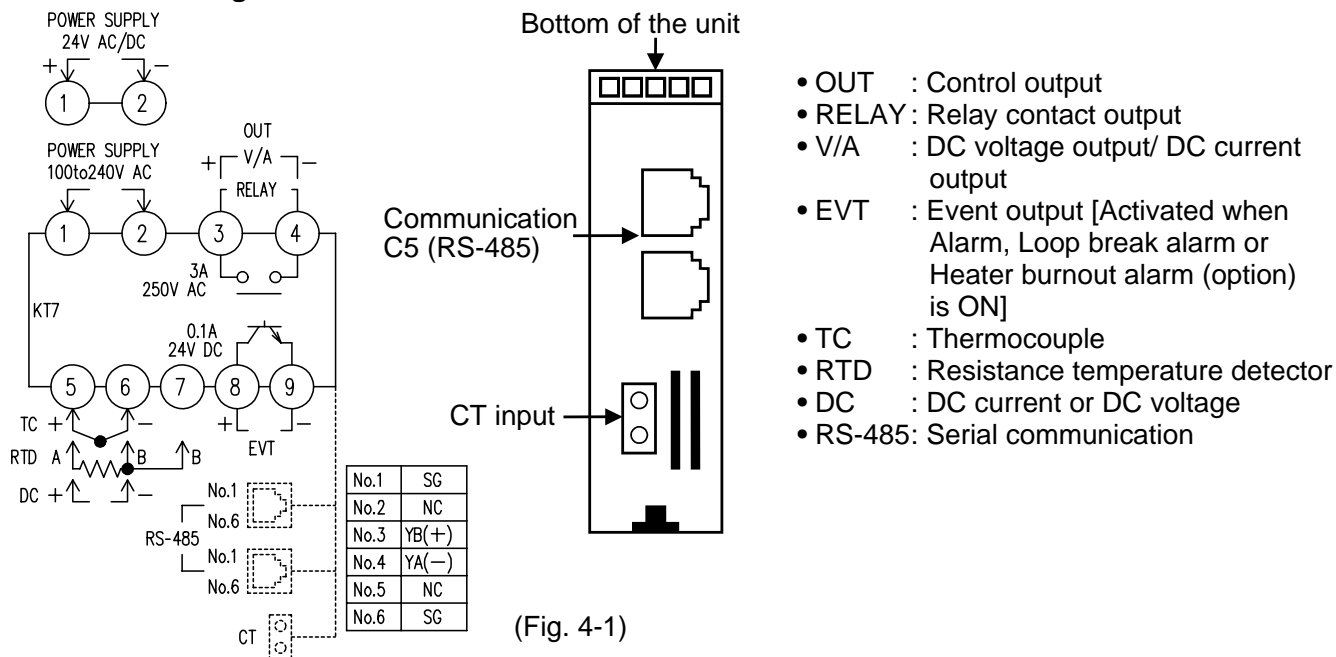 POWER SUPPLY
24V AC/DC
+ −
1 2
POWER SUPPLY
100to240V AC
OUT
+ V/A −
RELAY
1 2 3 4
3A
250V AC
KT7
0.1A
24V DC
5 6 7 8 9
TC + −
+ −
EVT
RTD A B B
DC + −
No.1
No.6
RS-485
No.1
No.6
CT
No.1 SG
No.2 NC
No.3 YB(+)
No.4 YA(−)
No.5 NC
No.6 SG
Bottom of the unit
Communication
C5 (RS-485)
CT input
(Fig. 4-1)
• OUT : Control output
• RELAY : Relay contact output
• V/A : DC voltage output/ DC current
output
• EVT : Event output [Activated when
Alarm, Loop break alarm or
Heater burnout alarm (option)
is ON]
• TC : Thermocouple
• RTD : Resistance temperature detector
• DC : DC current or DC voltage
• RS-485: Serial communication